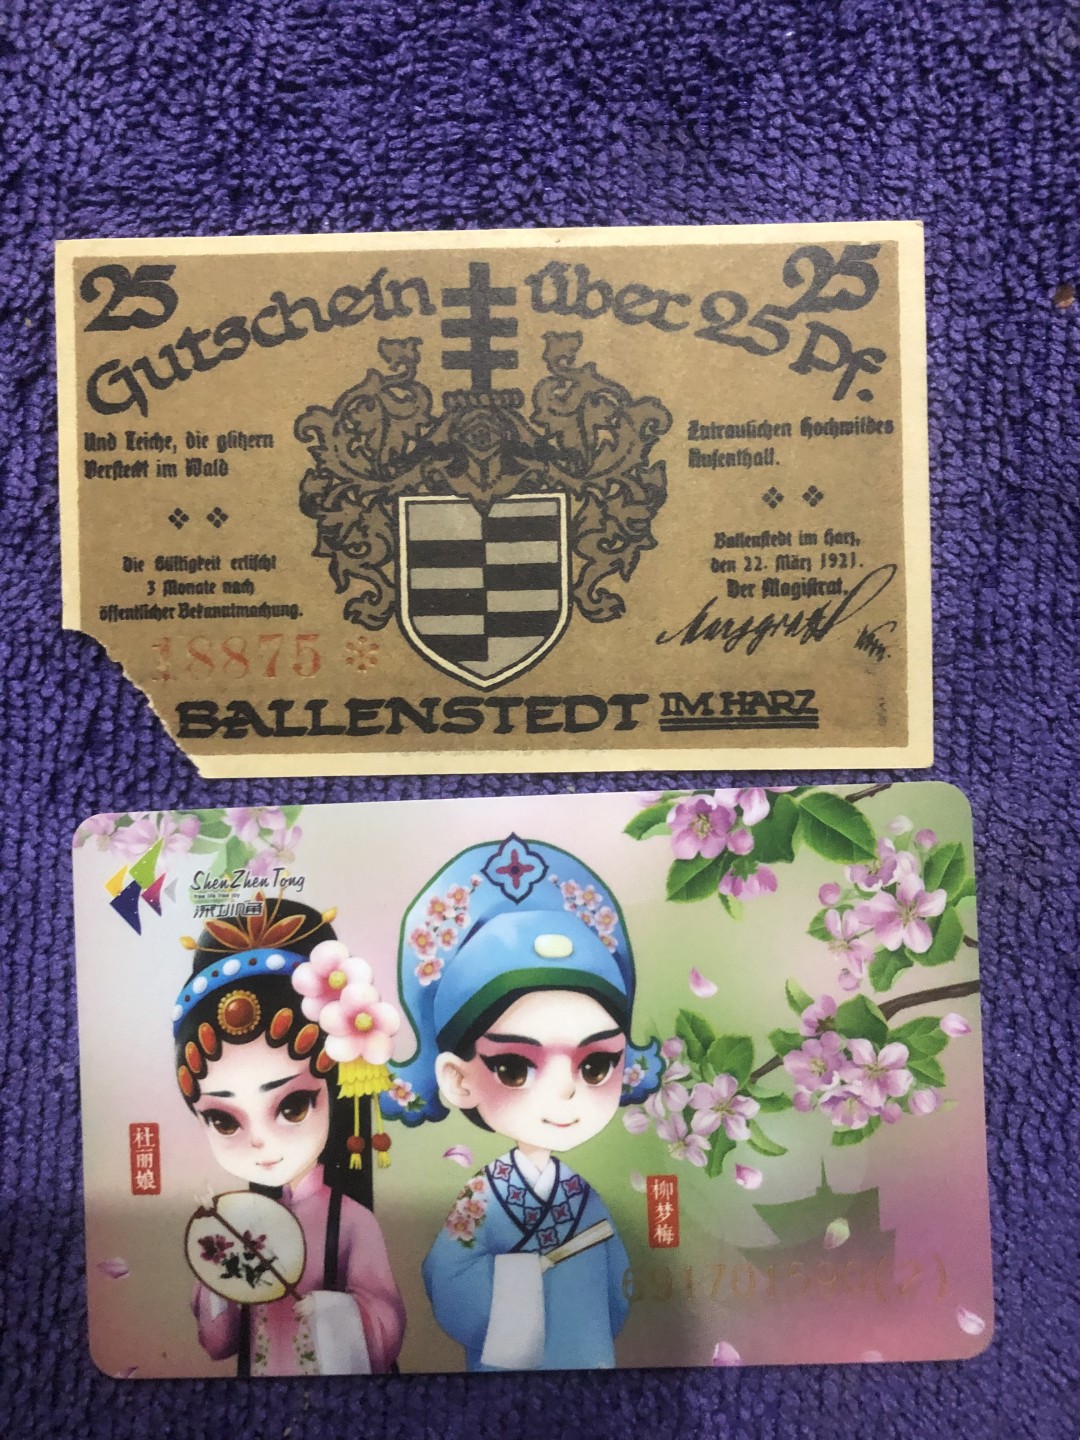 25
25
Gutschein über 25 Pf.
Und Teiche, die glitzern
Versteckt im Wald
Zutraulichen Hochwildes
Aufenthalt.
Die Gültigkeit erlischt
3 Monate nach
öffentlicher Bekanntmachung.
Ballenstedt im Harz,
den 22. März 1921.
Der Magistrat.
18875 *
BALLENSTEDT IM HARZ
ShenZhen Tong
深圳通
杜丽娘
柳梦梅